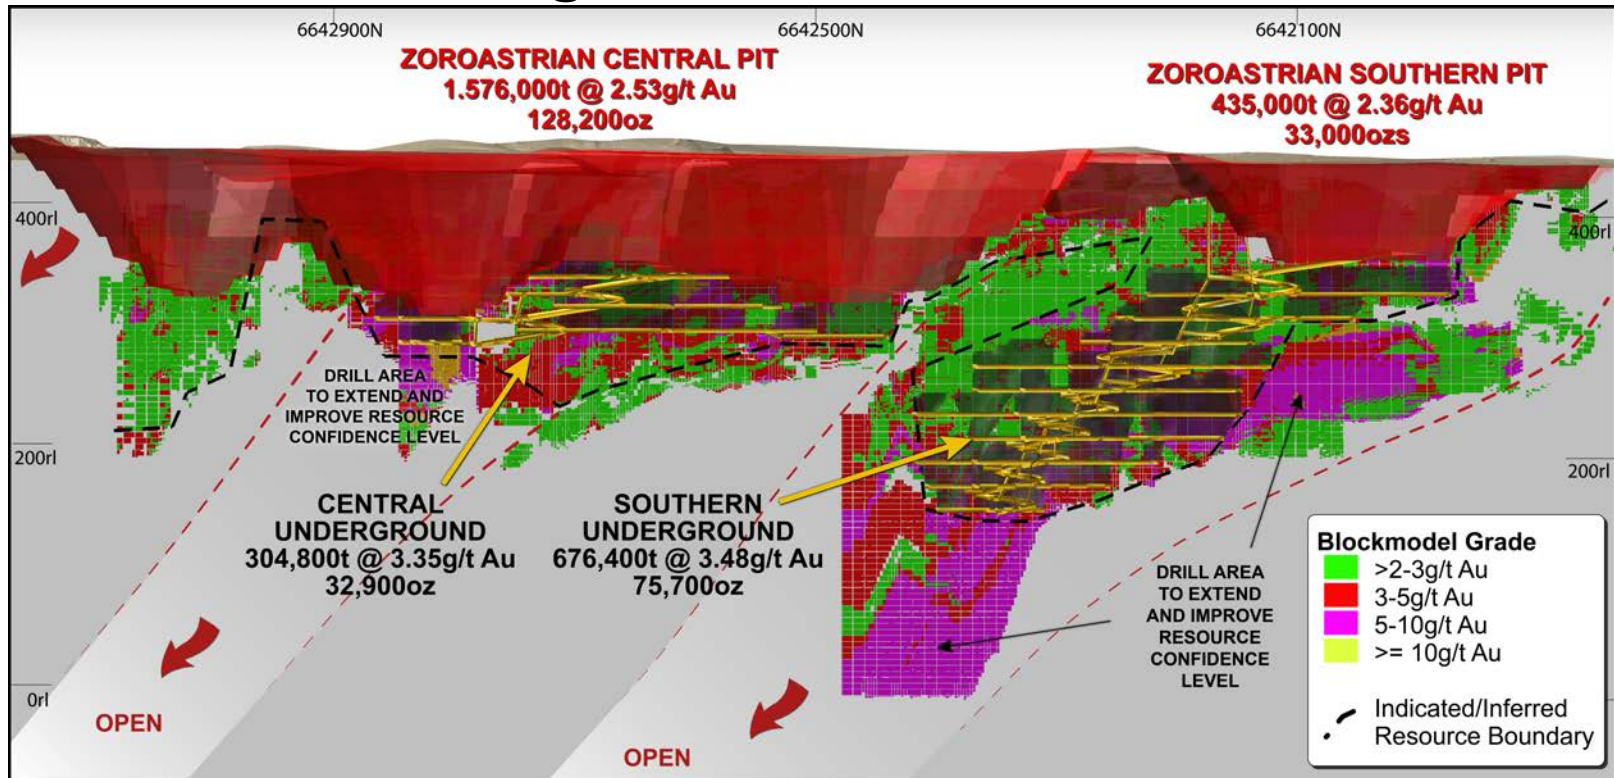 g
6642900N
6642500N
6642100N
ZOROASTRIAN CENTRAL PIT
1.576,000t @ 2.53g/t Au
128,200oz
ZOROASTRIAN SOUTHERN PIT
435,000t @ 2.36g/t Au
33,000ozs
400rl
400rl
DRILL AREA
TO EXTEND AND
IMPROVE RESOURCE
CONFIDENCE LEVEL
200rl
200rl
CENTRAL
UNDERGROUND
304,800t @ 3.35g/t Au
32,900oz
SOUTHERN
UNDERGROUND
676,400t @ 3.48g/t Au
75,700oz
DRILL AREA
TO EXTEND
AND IMPROVE
RESOURCE
CONFIDENCE
LEVEL
0rl
OPEN
OPEN
Blockmodel Grade
>2-3g/t Au
3-5g/t Au
5-10g/t Au
>= 10g/t Au
Indicated/Inferred
Resource Boundary